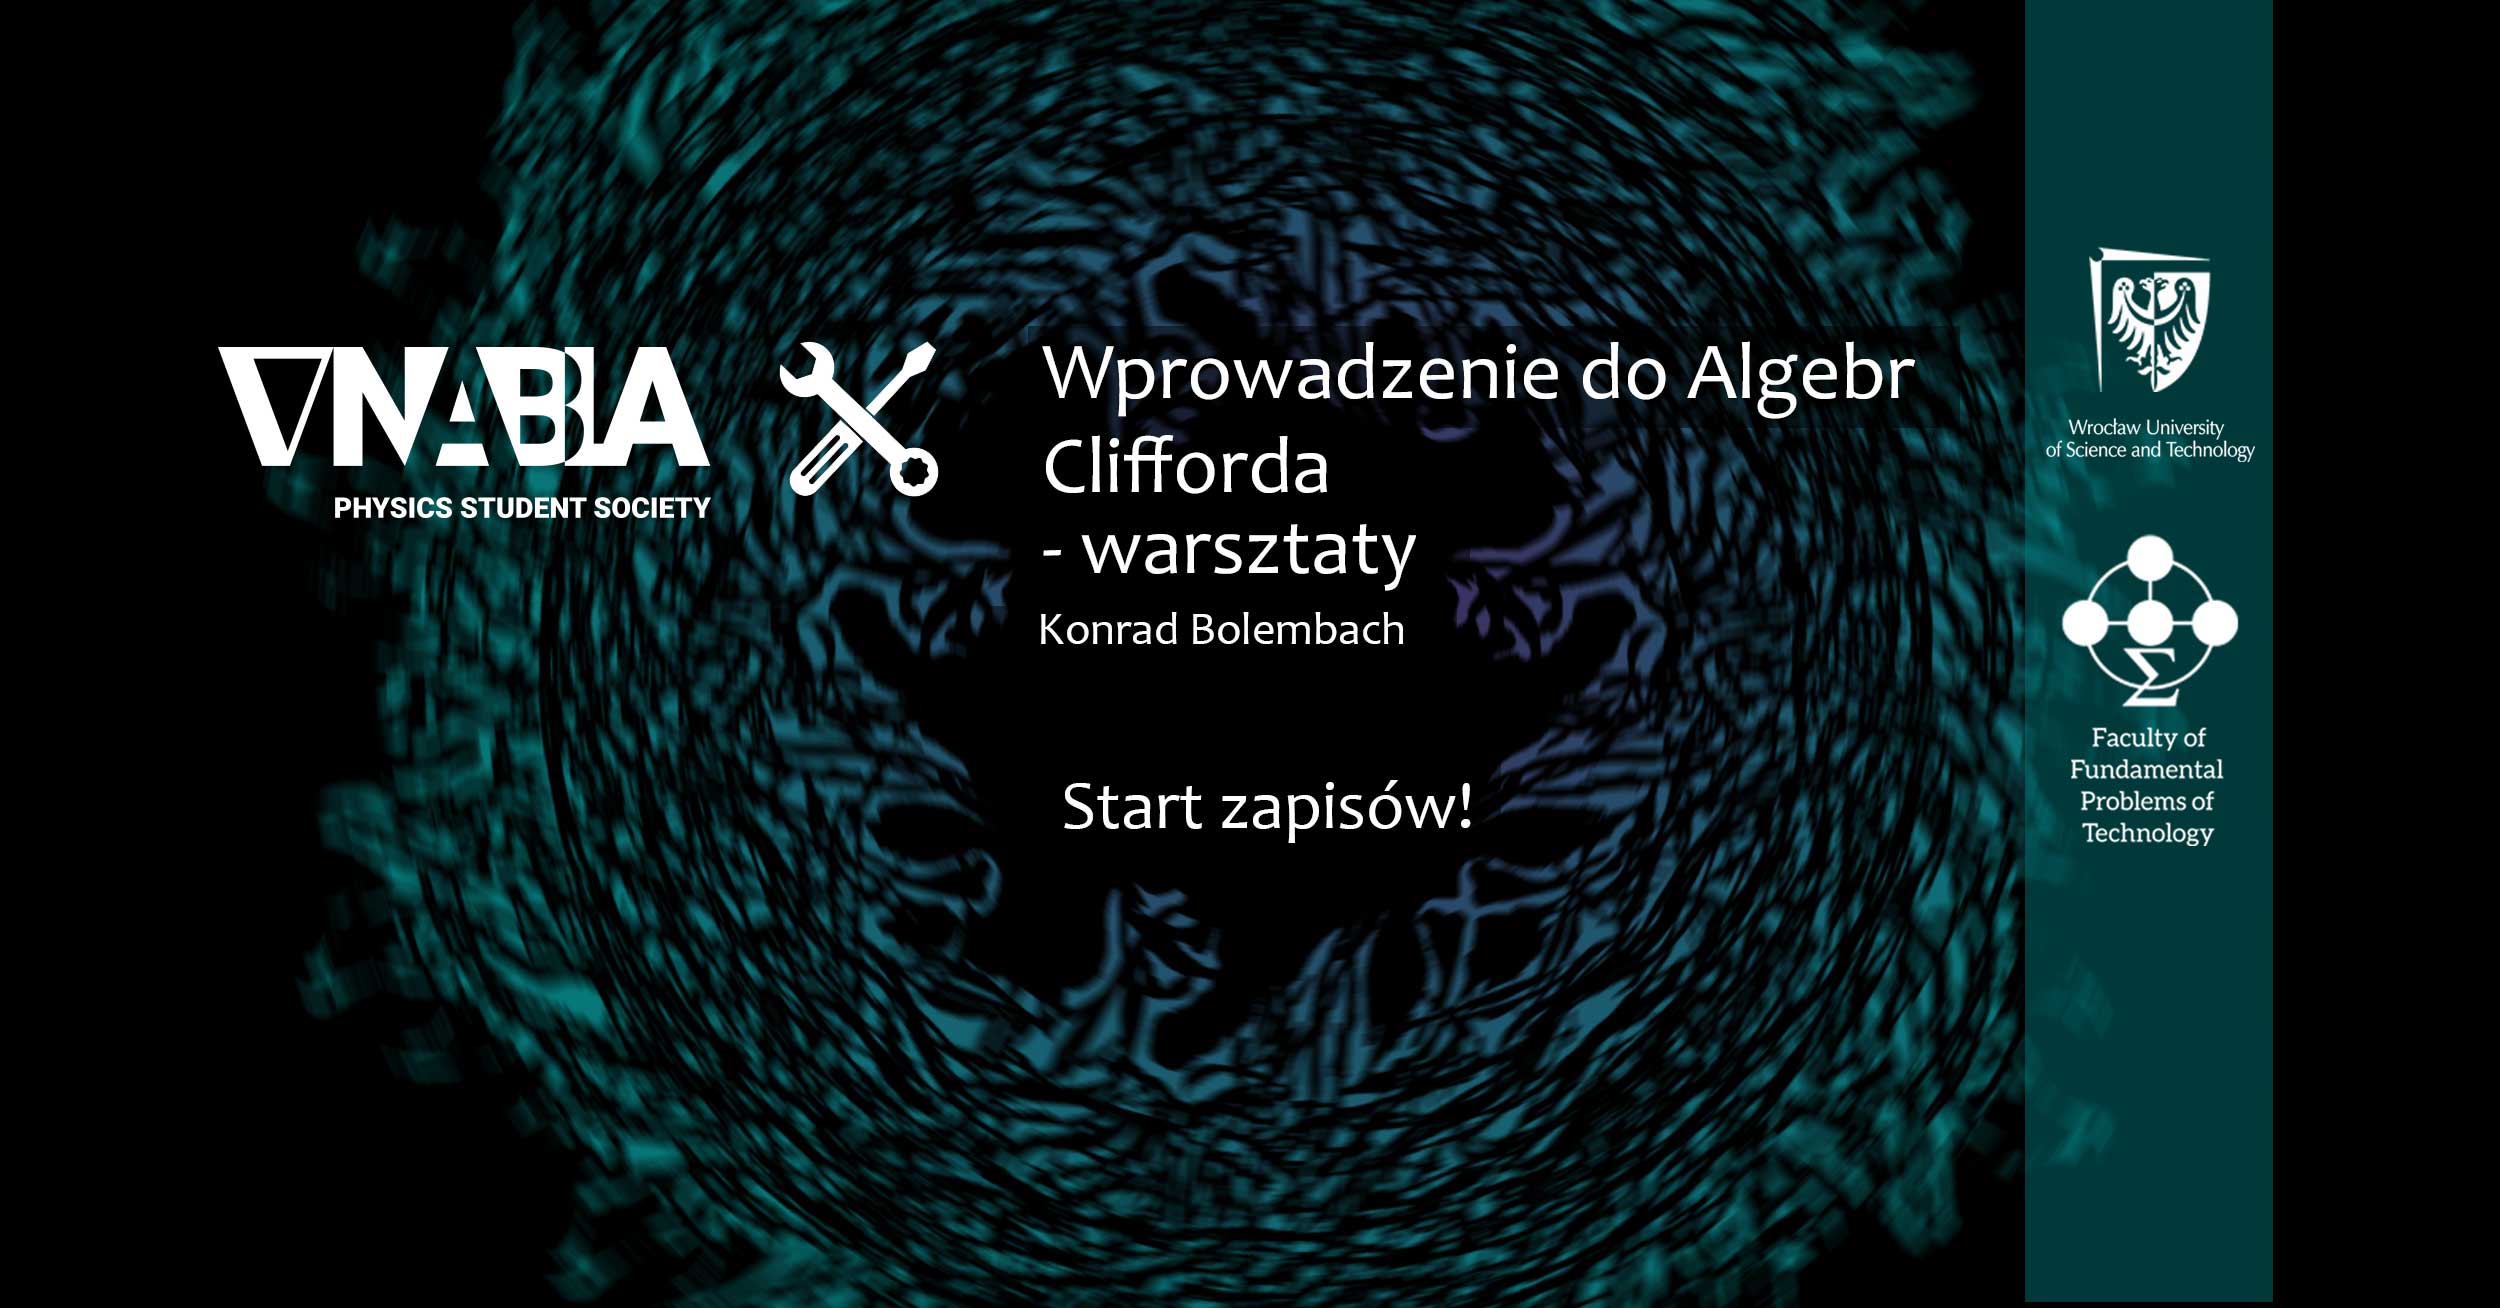 ∇NABLA
PHYSICS STUDENT SOCIETY
Wprowadzenie do Algebr
Clifforda
- warsztaty
Konrad Bolembach
Start zapisów!
Wrocław University
of Science and Technology
Σ
Faculty of
Fundamental
Problems of
Technology